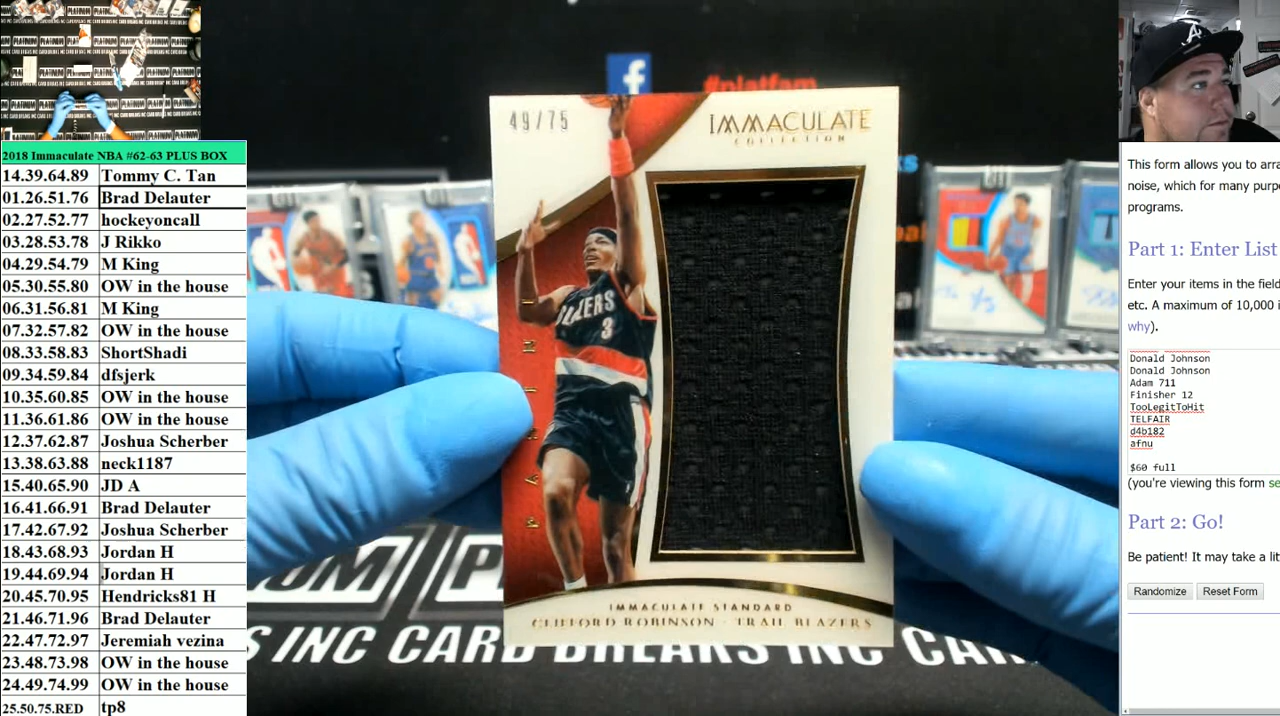 2018 Immaculate NBA #62-63 PLUS BOX
14.39.64.89 Tommy C. Tan
01.26.51.76 Brad Delauter
02.27.52.77 hockeyoncall
03.28.53.78 J Rikko
04.29.54.79 M King
05.30.55.80 OW in the house
06.31.56.81 M King
07.32.57.82 OW in the house
08.33.58.83 ShortShadi
09.34.59.84 dfsjerk
10.35.60.85 OW in the house
11.36.61.86 OW in the house
12.37.62.87 Joshua Scherber
13.38.63.88 neck1187
15.40.65.90 JD A
16.41.66.91 Brad Delauter
17.42.67.92 Joshua Scherber
18.43.68.93 Jordan H
19.44.69.94 Jordan H
20.45.70.95 Hendricks81 H
21.46.71.96 Brad Delauter
22.47.72.97 Jeremiah vezina
23.48.73.98 OW in the house
24.49.74.99 OW in the house
25.50.75.RED tp8
f
49/75
IMMACULATE
COLLECTION
BLAZERS
3
IMMACULATE STANDARD
CLIFFORD ROBINSON · TRAIL BLAZERS
S INC CARD BREAKS INC CAR
A
This form allows you to arra
noise, which for many purp
programs.
Part 1: Enter List
Enter your items in the field
etc. A maximum of 10,000 i
why).
Donald Johnson
Donald Johnson
Adam 711
Finisher 12
TooLegitToHit
TELFAIR
d4b182
afnu
$60 full
(you're viewing this form se
Part 2: Go!
Be patient! It may take a lit
Randomize Reset Form